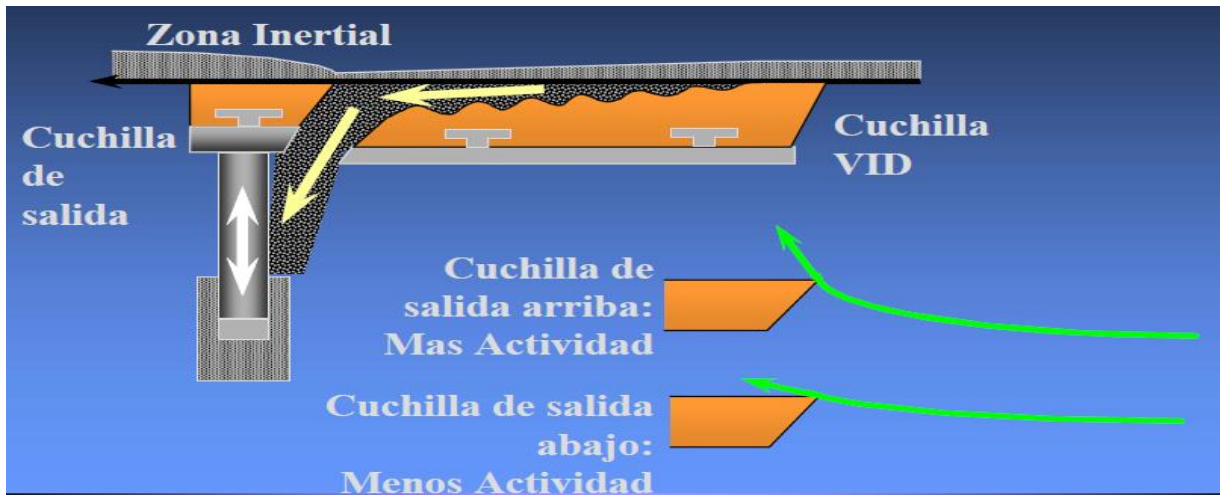 Zona Inertial
Cuchilla
de
salida
Cuchilla
VID
Cuchilla de
salida arriba:
Mas Actividad
Cuchilla de salida
abajo:
Menos Actividad